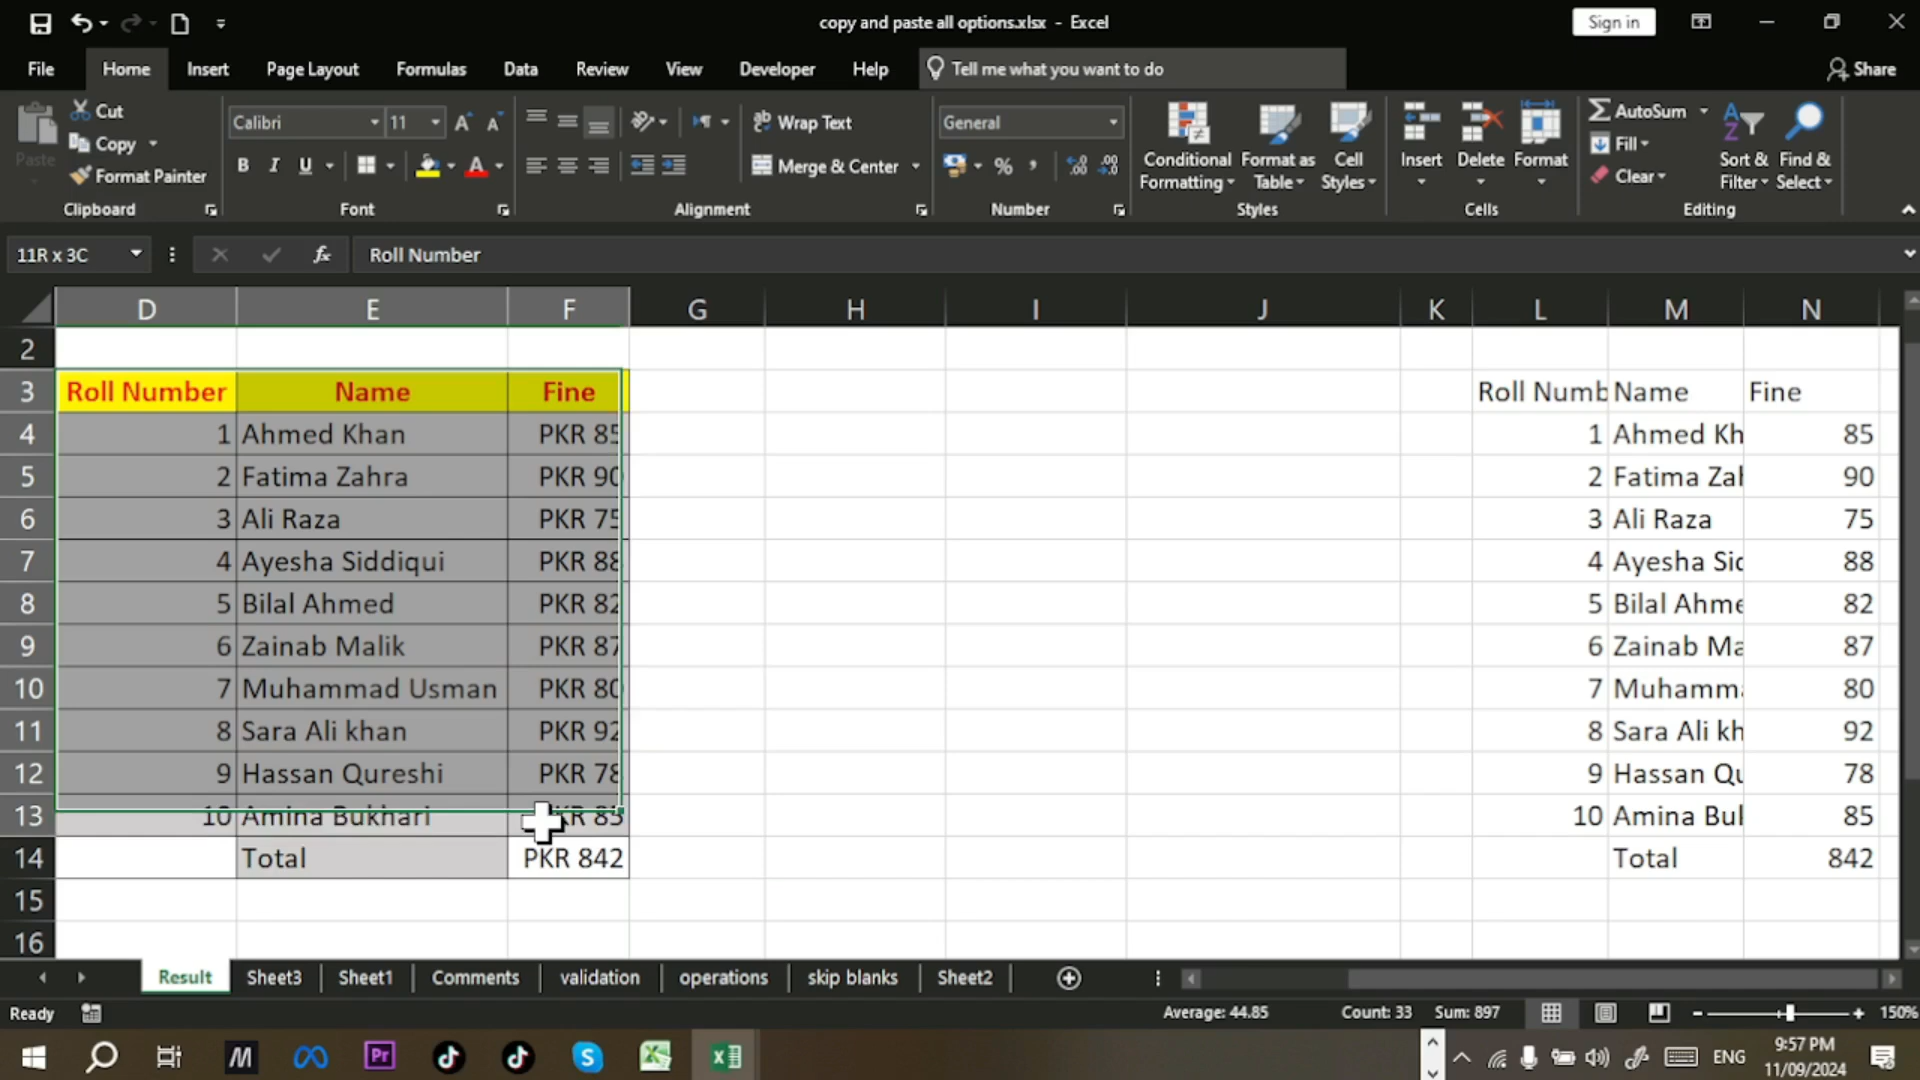 copy and paste all options.xlsx - Excel
Sign in
File Home Insert Page Layout Formulas Data Review View Developer Help Tell me what you want to do Share
Paste
Cut
Copy
Format Painter
Clipboard
Calibri 11
B I U
Font
Wrap Text
Merge & Center
Alignment
General
Number
Conditional Formatting
Format as Table
Cell Styles
Styles
Insert Delete Format
Cells
AutoSum
Fill
Clear
Sort & Filter
Find & Select
Editing
11R x 3C fx Roll Number
D E F G H I J K L M N
2
3 Roll Number Name Fine Roll Numb Name Fine
4 1 Ahmed Khan PKR 85 1 Ahmed Kh 85
5 2 Fatima Zahra PKR 90 2 Fatima Zah 90
6 3 Ali Raza PKR 75 3 Ali Raza 75
7 4 Ayesha Siddiqui PKR 88 4 Ayesha Sid 88
8 5 Bilal Ahmed PKR 82 5 Bilal Ahme 82
9 6 Zainab Malik PKR 87 6 Zainab Ma 87
10 7 Muhammad Usman PKR 80 7 Muhamma 80
11 8 Sara Ali khan PKR 92 8 Sara Ali kh 92
12 9 Hassan Qureshi PKR 78 9 Hassan Qu 78
13 10 Amina Bukhari KR 85 10 Amina Buk 85
14 Total PKR 842 Total 842
15
16
Result Sheet3 Sheet1 Comments validation operations skip blanks Sheet2
Ready Average: 44.85 Count: 33 Sum: 897 150%
M Pr S ENG 9:57 PM
11/09/2024